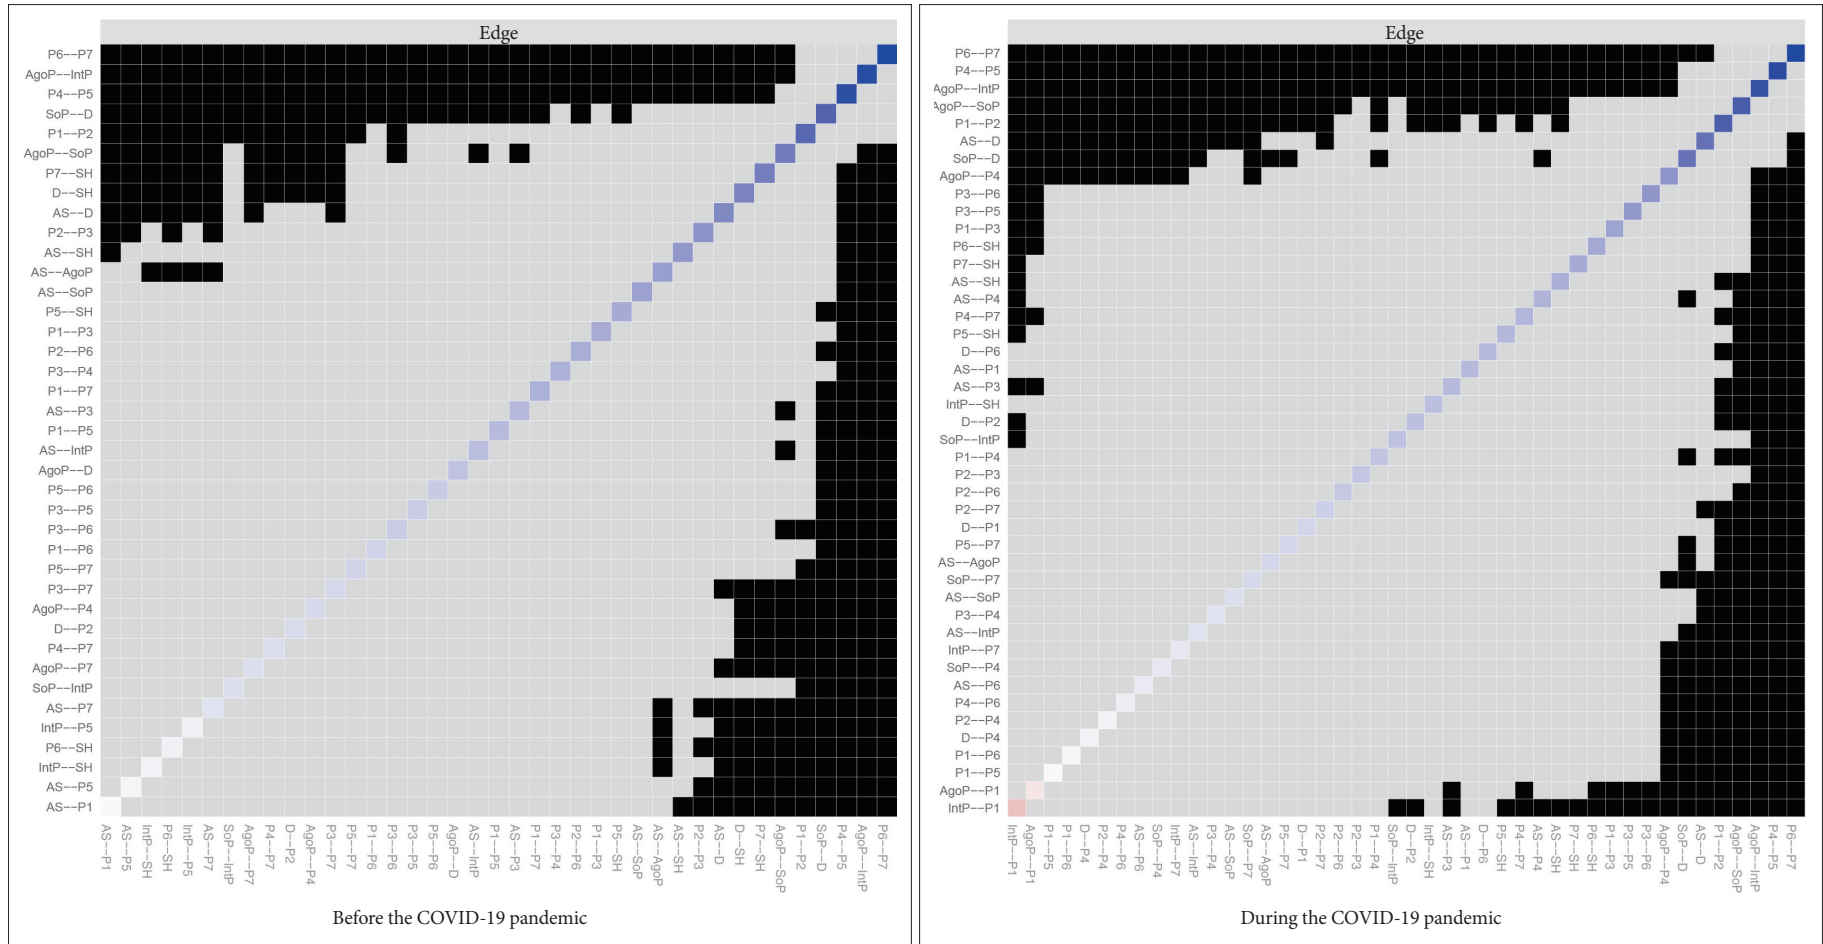 Edge
P6--P7
AgoP--IntP
P4--P5
SoP--D
P1--P2
AgoP--SoP
P7--SH
D--SH
AS--D
P2--P3
AS--SH
AS--AgoP
AS--SoP
P5--SH
P1--P3
P2--P6
P3--P4
P1--P7
AS--P3
P1--P5
AS--IntP
AgoP--D
P5--P6
P3--P5
P3--P6
P1--P6
P5--P7
P3--P7
AgoP--P4
D--P2
P4--P7
AgoP--P7
SoP--IntP
AS--P7
IntP--P5
P6--SH
IntP--SH
AS--P5
AS--P1
AS--P1
AS--P5
IntP--SH
P6--SH
IntP--P5
AS--P7
SoP--IntP
AgoP--P7
P4--P7
D--P2
AgoP--P4
P3--P7
P5--P7
P1--P6
P3--P6
P3--P5
P5--P6
AgoP--D
AS--IntP
P1--P5
AS--P3
P1--P7
P3--P4
P2--P6
P1--P3
P5--SH
AS--SoP
AS--AgoP
AS--SH
P2--P3
AS--D
D--SH
P7--SH
AgoP--SoP
P1--P2
SoP--D
P4--P5
AgoP--IntP
P6--P7
Before the COVID-19 pandemic
Edge
P6--P7
P4--P5
AgoP--IntP
AgoP--SoP
P1--P2
AS--D
SoP--D
AgoP--P4
P3--P6
P3--P5
P1--P3
P6--SH
P7--SH
AS--SH
AS--P4
P4--P7
P5--SH
D--P6
AS--P1
AS--P3
IntP--SH
D--P2
SoP--IntP
P1--P4
P2--P3
P2--P6
P2--P7
D--P1
P5--P7
AS--AgoP
SoP--P7
AS--SoP
P3--P4
AS--IntP
IntP--P7
SoP--P4
AS--P6
P4--P6
P2--P4
D--P4
P1--P6
P1--P5
AgoP--P1
IntP--P1
IntP--P1
AgoP--P1
P1--P5
P1--P6
D--P4
P2--P4
P4--P6
AS--P6
SoP--P4
IntP--P7
AS--IntP
P3--P4
AS--SoP
SoP--P7
AS--AgoP
P5--P7
D--P1
P2--P7
P2--P6
P2--P3
P1--P4
SoP--IntP
D--P2
IntP--SH
AS--P3
AS--P1
D--P6
P5--SH
P4--P7
AS--P4
AS--SH
P7--SH
P6--SH
P1--P3
P3--P5
P3--P6
AgoP--P4
SoP--D
AS--D
P1--P2
AgoP--SoP
AgoP--IntP
P4--P5
P6--P7
During the COVID-19 pandemic